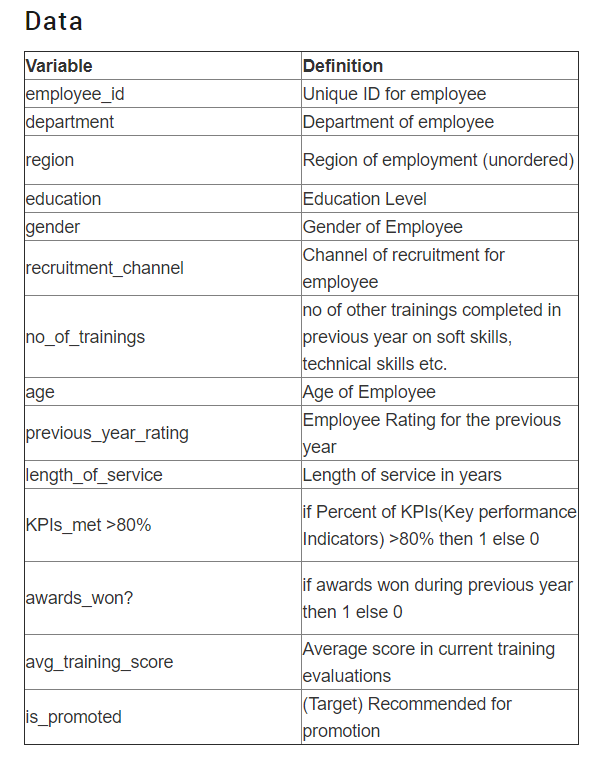 Data
Variable Definition
employee_id Unique ID for employee
department Department of employee
region Region of employment (unordered)
education Education Level
gender Gender of Employee
recruitment_channel Channel of recruitment for
employee
no_of_trainings no of other trainings completed in
previous year on soft skills,
technical skills etc.
age Age of Employee
previous_year_rating Employee Rating for the previous
year
length_of_service Length of service in years
KPIs_met >80% if Percent of KPIs(Key performance
Indicators) >80% then 1 else 0
awards_won? if awards won during previous year
then 1 else 0
avg_training_score Average score in current training
evaluations
is_promoted (Target) Recommended for
promotion